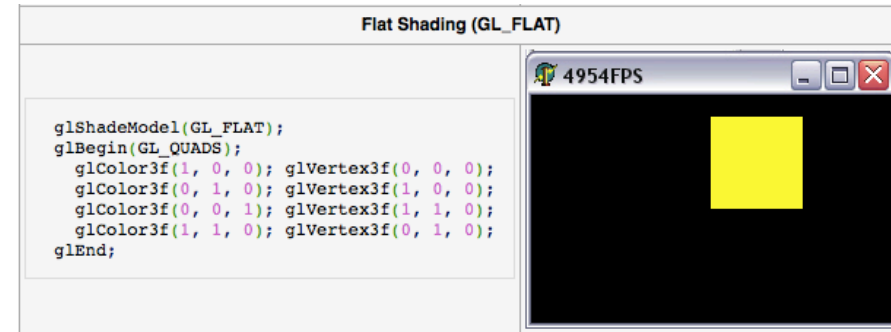 Flat Shading (GL_FLAT)
glShadeModel(GL_FLAT);
glBegin(GL_QUADS);
glColor3f(1, 0, 0); glVertex3f(0, 0, 0);
glColor3f(0, 1, 0); glVertex3f(1, 0, 0);
glColor3f(0, 0, 1); glVertex3f(1, 1, 0);
glColor3f(1, 1, 0); glVertex3f(0, 1, 0);
glEnd;
4954FPS